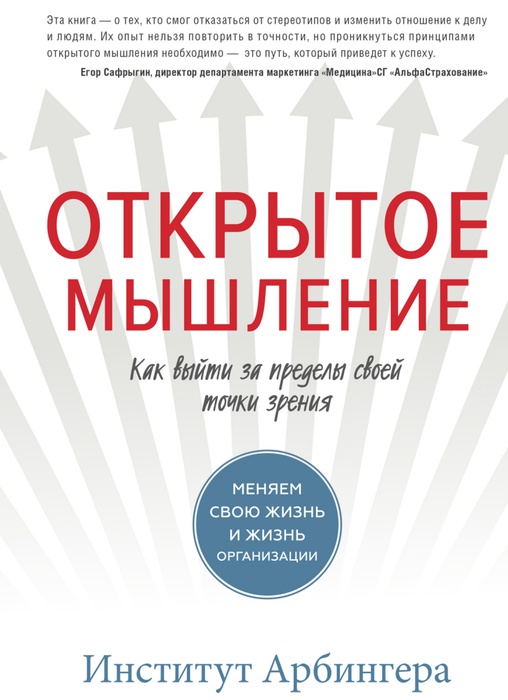 Эта книга — о тех, кто смог отказаться от стереотипов и изменить отношение к делу
и людям. Их опыт нельзя повторить в точности, но проникнуться принципами
открытого мышления необходимо — это путь, который приведет к успеху.
Егор Сафрыгин, директор департамента маркетинга «Медицина»СГ «АльфаСтрахование»
ОТКРЫТОЕ
МЫШЛЕНИЕ
Как выйти за пределы своей
точки зрения
МЕНЯЕМ
СВОЮ ЖИЗНЬ
И ЖИЗНЬ
ОРГАНИЗАЦИИ
Институт Арбингера